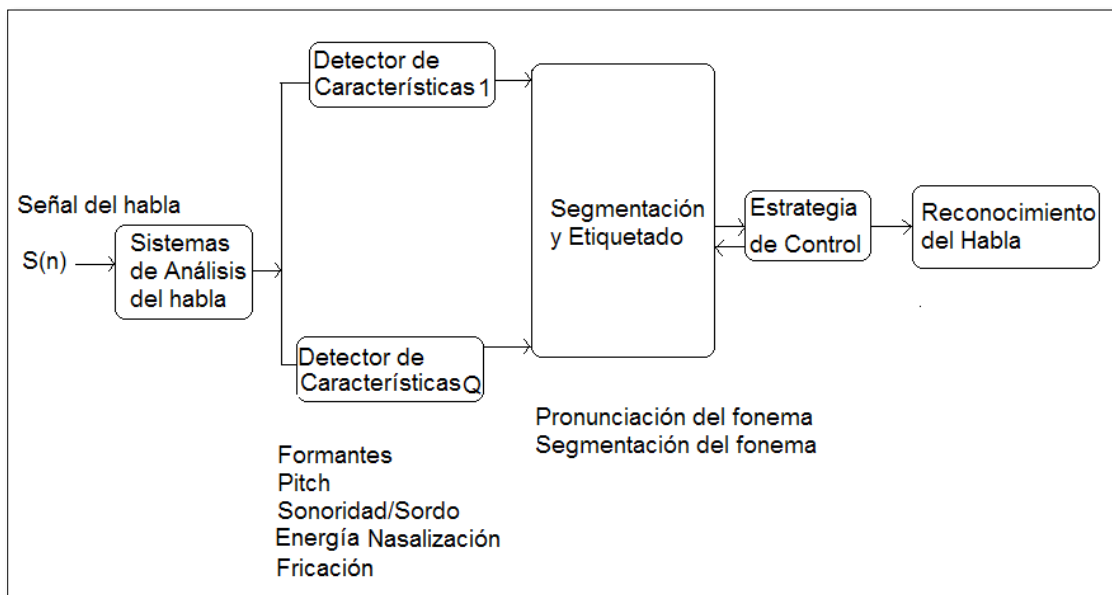 Detector de
Características 1
Señal del habla
S(n)
Sistemas
de Análisis
del habla
Segmentación
y Etiquetado
Estrategia
de Control
Reconocimiento
del Habla
Detector de
Características Q
Pronunciación del fonema
Segmentación del fonema
Formantes
Pitch
Sonoridad/Sordo
Energía Nasalización
Fricación